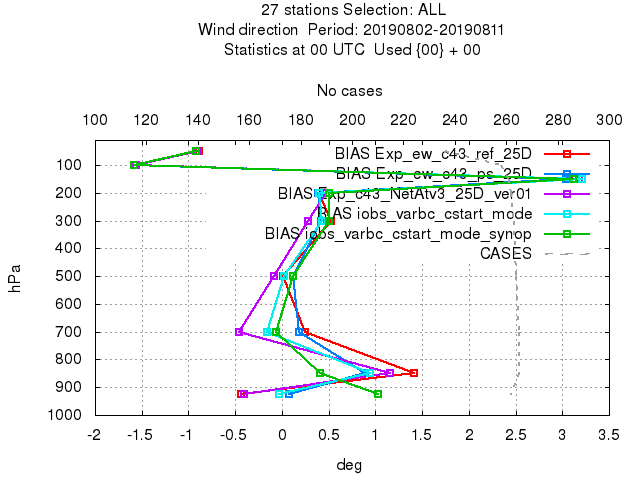 27 stations Selection: ALL
Wind direction  Period: 20190802-20190811
Statistics at 00 UTC  Used {00} + 00
No cases
100 120 140 160 180 200 220 240 260 280 300
BIAS Exp_ew_c43_ref_25D
BIAS Exp_ew_c43_ps_25D
BIAS Exp_c43_NetAtv3_25D_ver01
BIAS iobs_varbc_cstart_mode
BIAS iobs_varbc_cstart_mode_synop
CASES
100
200
300
400
500
600
700
800
900
1000
hPa
-2 -1.5 -1 -0.5 0 0.5 1 1.5 2 2.5 3 3.5
deg